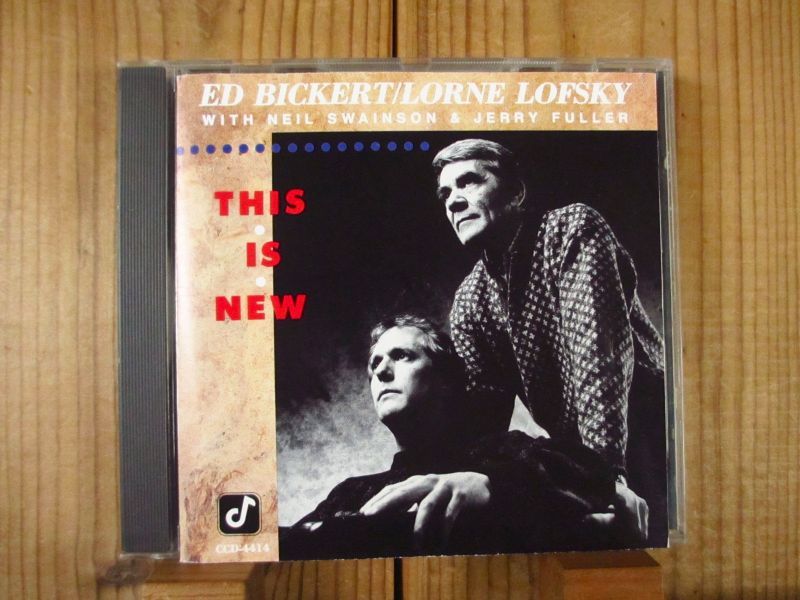 ED BICKERT/LORNE LOFSKY
WITH NEIL SWAINSON & JERRY FULLER
THIS
IS
NEW
CCD-4414